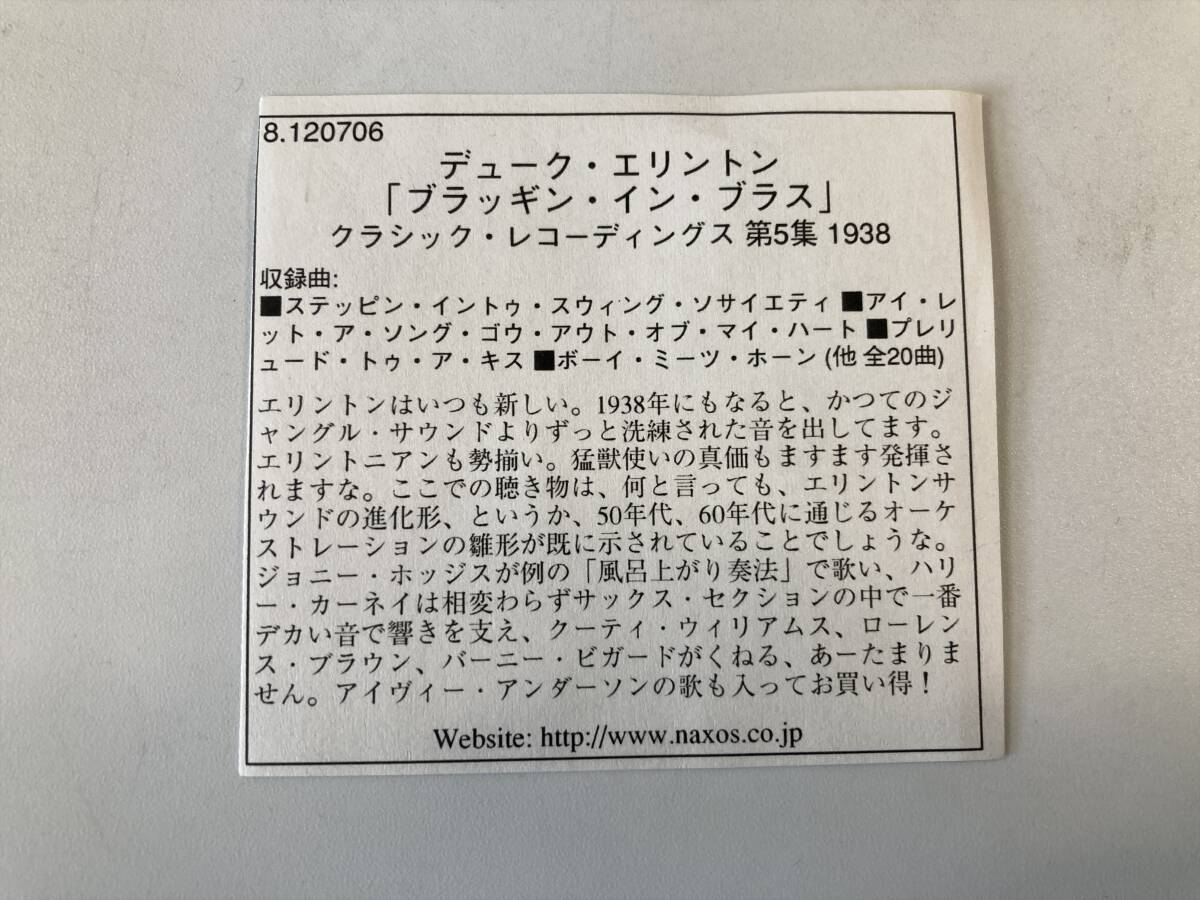 8.120706
デューク・エリントン
「ブラッギン・イン・ブラス」
クラシック・レコーディングス 第5集 1938
収録曲:
■ステッピン・イントゥ・スウィング・ソサイエティ ■アイ・レ
ット・ア・ソング・ゴウ・アウト・オブ・マイ・ハート ■プレリ
ュード・トゥ・ア・キス ■ボーイ・ミーツ・ホーン (他 全20曲)
エリントンはいつも新しい。1938年にもなると、かつてのジ
ャングル・サウンドよりずっと洗練された音を出してます。
エリントニアンも勢揃い。猛獣使いの真価もますます発揮さ
れますな。ここでの聴き物は、何と言っても、エリントンサ
ウンドの進化形、というか、50年代、60年代に通じるオーケ
ストレーションの雛形が既に示されていることでしょうな。
ジョニー・ホッジスが例の「風呂上がり奏法」で歌い、ハリ
ー・カーネイは相変わらずサックス・セクションの中で一番
デカい音で響きを支え、クーティ・ウィリアムス、ローレン
ス・ブラウン、バーニー・ビガードがくねる、あーたまりま
せん。アイヴィー・アンダーソンの歌も入ってお買い得！
Website: http://www.naxos.co.jp